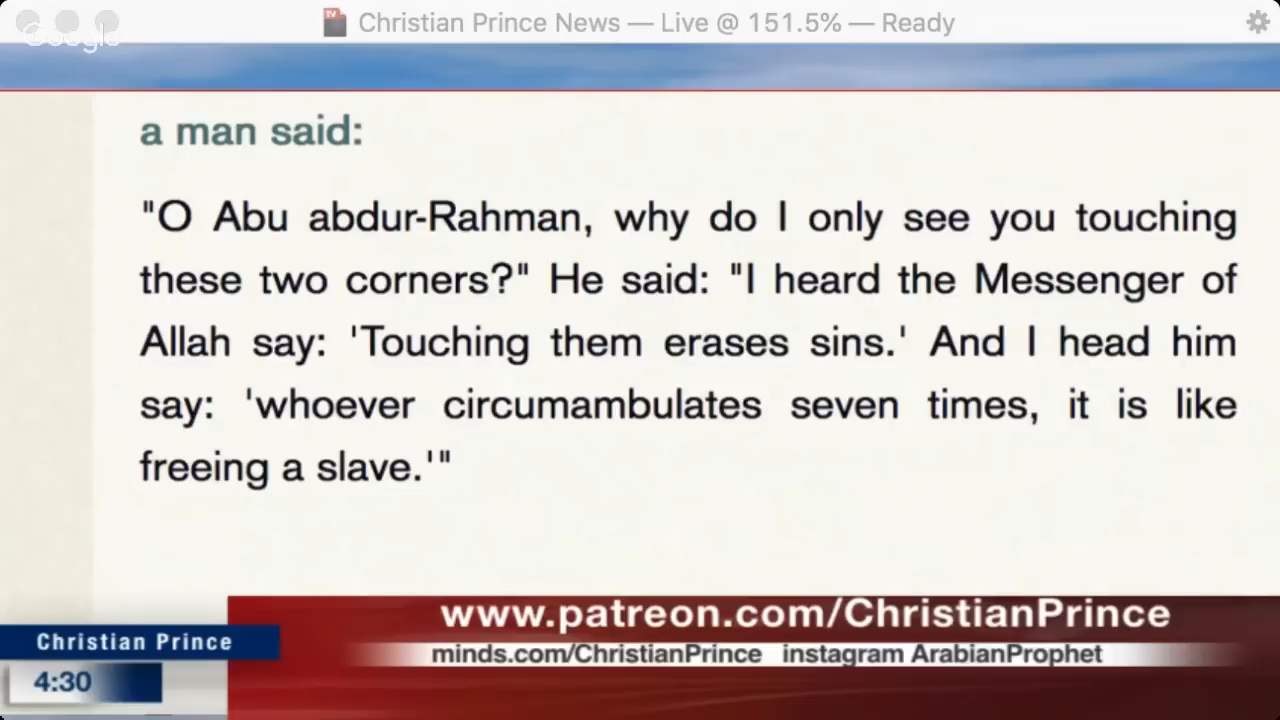 Christian Prince News — Live @ 151.5% — Ready
Google
a man said:
"O Abu abdur-Rahman, why do I only see you touching
these two corners?" He said: "I heard the Messenger of
Allah say: 'Touching them erases sins.' And I head him
say: 'whoever circumambulates seven times, it is like
freeing a slave.'"
www.patreon.com/ChristianPrince
Christian Prince
minds.com/ChristianPrince instagram ArabianProphet
4:30